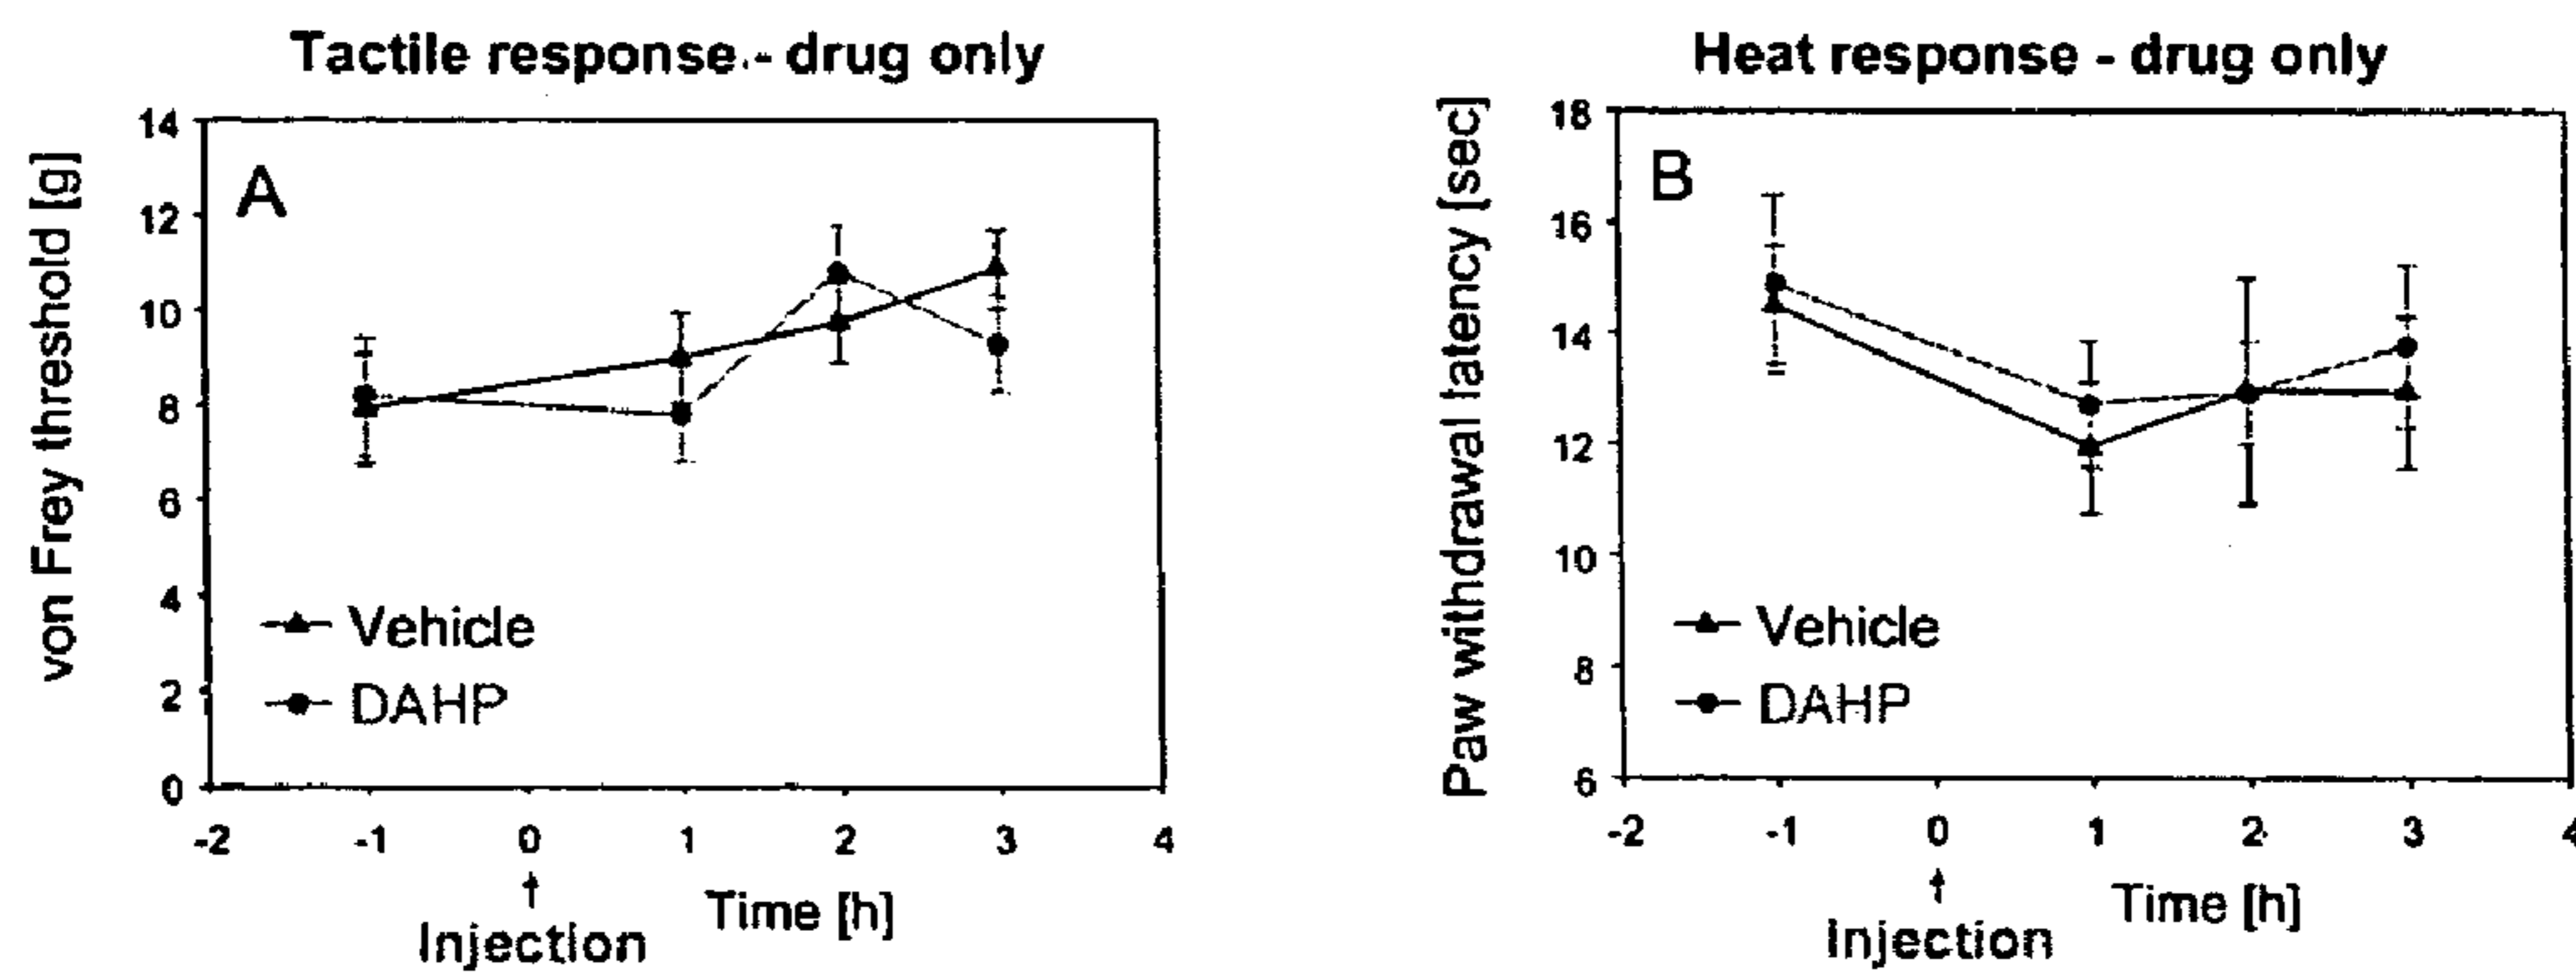 Tactile response - drug only
von Frey threshold [g]
14
12
10
8
6
4
2
0
A
Vehicle
DAHP
-2 -1 0 1 2 3 4
Injection
Time [h]
Heat response - drug only
Paw withdrawal latency [sec]
18
16
14
12
10
8
6
B
Vehicle
DAHP
-2 -1 0 1 2 3 4
Injection
Time [h]